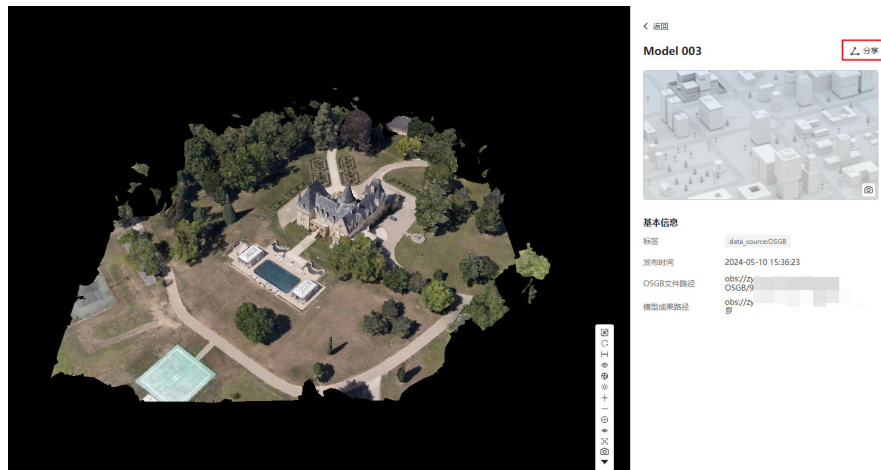 返回
Model 003
分享
基本信息
标签 data_source:OSGB
发布时间 2024-05-10 15:36:23
OSGB文件路径 obs://zy
OSGB/9
模型成果路径 obs://zy